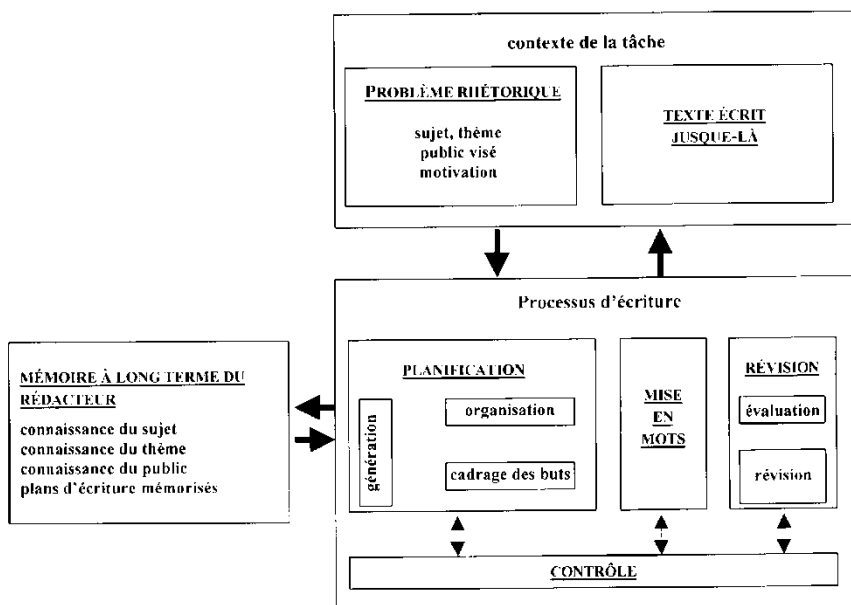 contexte de la tâche
PROBLÈME RHÉTORIQUE
sujet, thème
public visé
motivation
TEXTE ÉCRIT
JUSQUE-LÀ
Processus d'écriture
MÉMOIRE À LONG TERME DU
RÉDACTEUR
connaissance du sujet
connaissance du thème
connaissance du public
plans d'écriture mémorisés
PLANIFICATION
génération
organisation
cadrage des buts
MISE
EN
MOTS
RÉVISION
évaluation
révision
CONTRÔLE